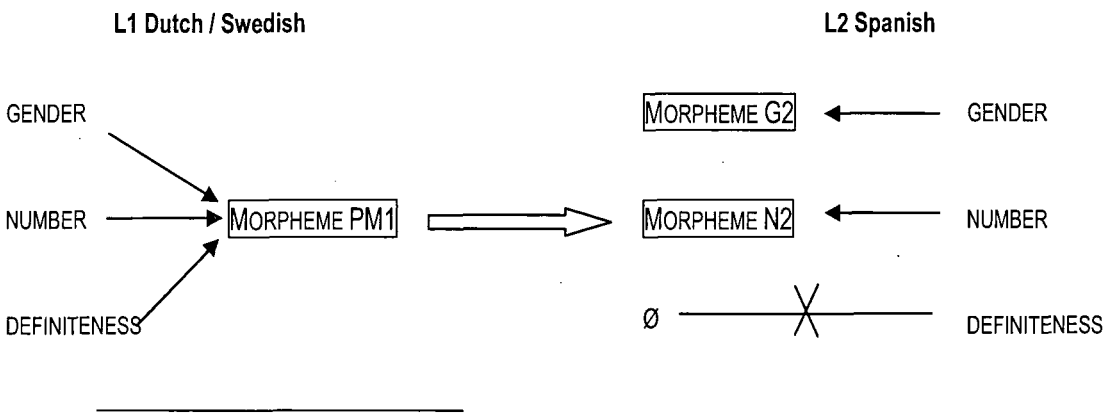 L1 Dutch / Swedish L2 Spanish
GENDER MORPHEME G2 GENDER
NUMBER MORPHEME PM1 MORPHEME N2 NUMBER
DEFINITENESS Ø DEFINITENESS